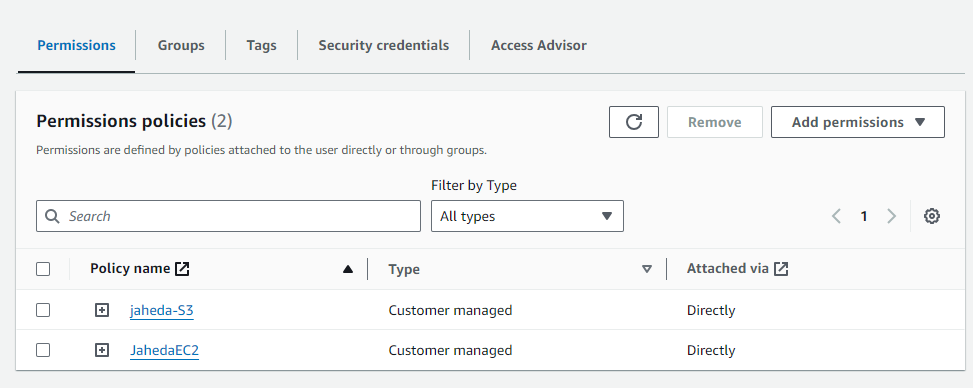 Permissions Groups Tags Security credentials Access Advisor
Permissions policies (2) Remove Add permissions
Permissions are defined by policies attached to the user directly or through groups.
Filter by Type
Search All types 1
Policy name Type Attached via
jaheda-S3 Customer managed Directly
JahedaEC2 Customer managed Directly